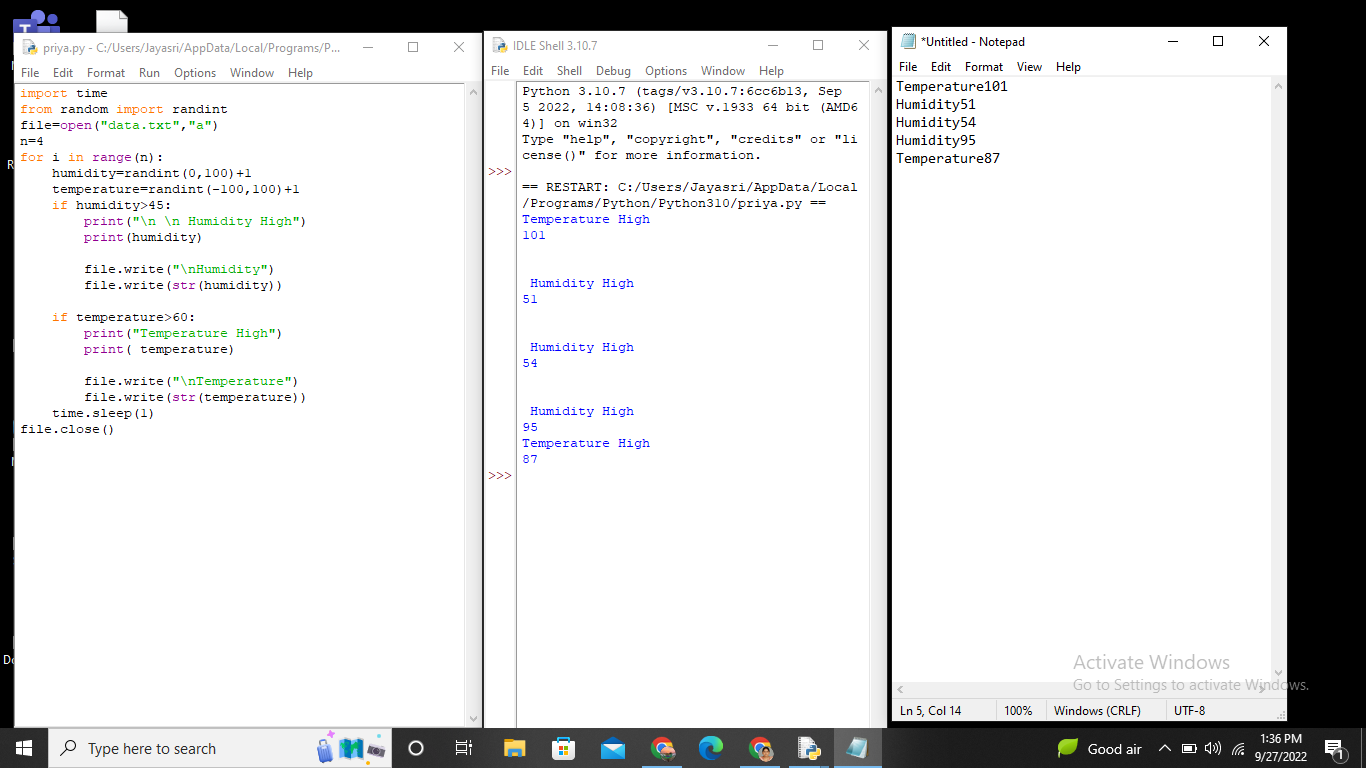 priya.py - C:/Users/Jayasri/AppData/Local/Programs/P...
File Edit Format Run Options Window Help
import time
from random import randint
file=open("data.txt","a")
n=4
for i in range(n):
    humidity=randint(0,100)+1
    temperature=randint(-100,100)+1
    if humidity>45:
        print("\n \n Humidity High")
        print(humidity)
        file.write("\nHumidity")
        file.write(str(humidity))
    if temperature>60:
        print("Temperature High")
        print( temperature)
        file.write("\nTemperature")
        file.write(str(temperature))
    time.sleep(1)
file.close()
IDLE Shell 3.10.7
File Edit Shell Debug Options Window Help
Python 3.10.7 (tags/v3.10.7:6cc6b13, Sep
5 2022, 14:08:36) [MSC v.1933 64 bit (AMD6
4)] on win32
Type "help", "copyright", "credits" or "li
cense()" for more information.
>>>
== RESTART: C:/Users/Jayasri/AppData/Local
/Programs/Python/Python310/priya.py ==
Temperature High
101
Humidity High
51
Humidity High
54
Humidity High
95
Temperature High
87
>>>
*Untitled - Notepad
File Edit Format View Help
Temperature101
Humidity51
Humidity54
Humidity95
Temperature87
Activate Windows
Go to Settings to activate Windows.
Ln 5, Col 14 100% Windows (CRLF) UTF-8
Type here to search
Good air
1:36 PM
9/27/2022
1